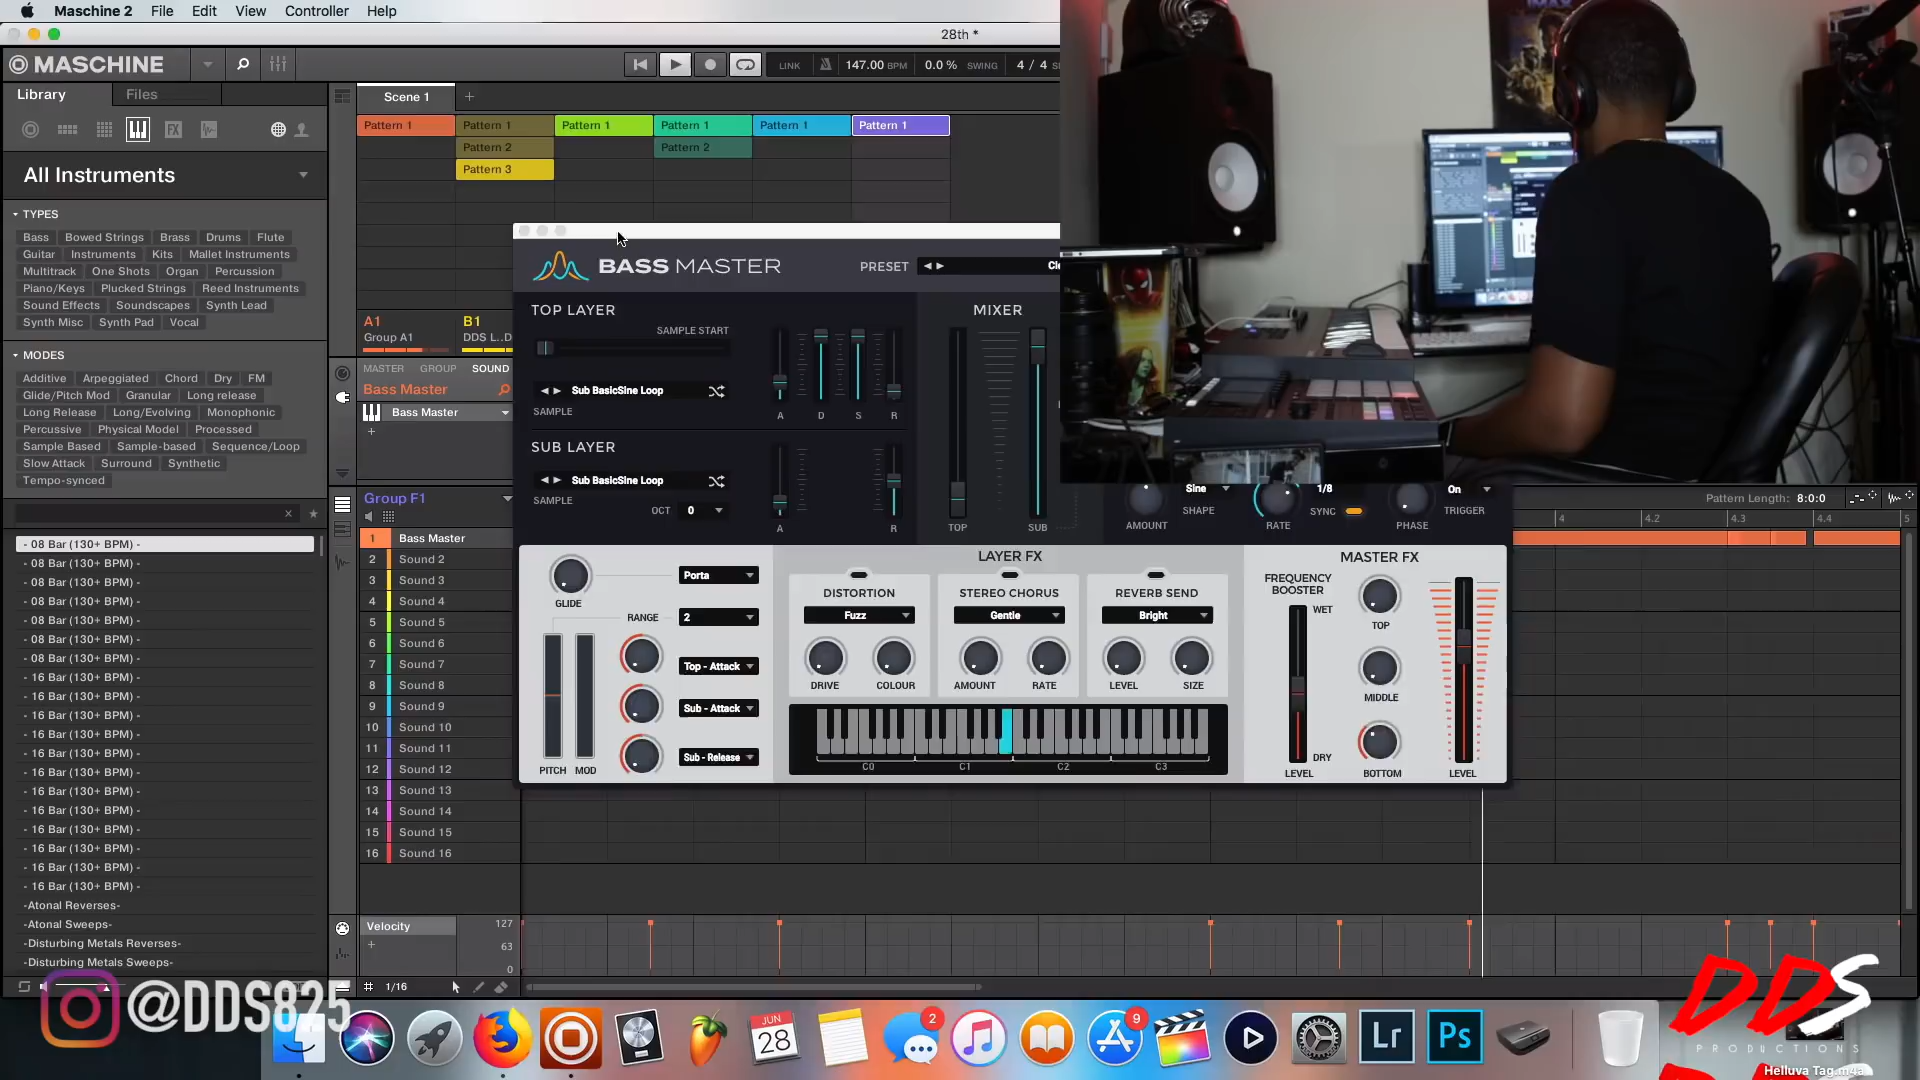 Maschine 2 File Edit View Controller Help
28th *
MASCHINE
LINK 147.00 BPM 0.0 % SWING 4 / 4
Library Files
Scene 1 +
Pattern 1 Pattern 1 Pattern 1 Pattern 1 Pattern 1 Pattern 1
Pattern 2 Pattern 2
Pattern 3
All Instruments
TYPES
Bass Bowed Strings Brass Drums Flute
Guitar Instruments Kits Mallet Instruments
Multitrack One Shots Organ Percussion
Piano/Keys Plucked Strings Reed Instruments
Sound Effects Soundscapes Synth Lead
Synth Misc Synth Pad Vocal
MODES
Additive Arpeggiated Chord Dry FM
Glide/Pitch Mod Granular Long release
Long Release Long/Evolving Monophonic
Percussive Physical Model Processed
Sample Based Sample-based Sequence/Loop
Slow Attack Surround Synthetic
Tempo-synced
- 08 Bar (130+ BPM) -
- 08 Bar (130+ BPM) -
- 08 Bar (130+ BPM) -
- 08 Bar (130+ BPM) -
- 08 Bar (130+ BPM) -
- 08 Bar (130+ BPM) -
- 08 Bar (130+ BPM) -
- 16 Bar (130+ BPM) -
- 16 Bar (130+ BPM) -
- 16 Bar (130+ BPM) -
- 16 Bar (130+ BPM) -
- 16 Bar (130+ BPM) -
- 16 Bar (130+ BPM) -
- 16 Bar (130+ BPM) -
- 16 Bar (130+ BPM) -
- 16 Bar (130+ BPM) -
- 16 Bar (130+ BPM) -
- 16 Bar (130+ BPM) -
- 16 Bar (130+ BPM) -
-Atonal Reverses-
-Atonal Sweeps-
-Disturbing Metals Reverses-
-Disturbing Metals Sweeps-
A1 B1
Group A1 DDS L..D
MASTER GROUP SOUND
Bass Master
Bass Master
+
Group F1
1 Bass Master
2 Sound 2
3 Sound 3
4 Sound 4
5 Sound 5
6 Sound 6
7 Sound 7
8 Sound 8
9 Sound 9
10 Sound 10
11 Sound 11
12 Sound 12
13 Sound 13
14 Sound 14
15 Sound 15
16 Sound 16
Velocity 127
+ 63
0
1/16
BASS MASTER PRESET Cle
TOP LAYER
SAMPLE START
Sub BasicSine Loop
SAMPLE
A D S R
SUB LAYER
Sub BasicSine Loop
SAMPLE
OCT 0
A R
MIXER
TOP SUB
AMOUNT Sine SHAPE RATE 1/8 SYNC PHASE On TRIGGER
Pattern Length: 8:0:0
4 4.2 4.3 4.4 5
GLIDE Porta
RANGE 2
Top - Attack
Sub - Attack
Sub - Release
PITCH MOD
LAYER FX
DISTORTION STEREO CHORUS REVERB SEND
Fuzz Gentle Bright
DRIVE COLOUR AMOUNT RATE LEVEL SIZE
C0 C1 C2 C3
MASTER FX
FREQUENCY BOOSTER
WET
DRY
LEVEL
TOP
MIDDLE
BOTTOM
LEVEL
IMAX
@DDS825
JUN
28
2
9
Lr
Ps
DDS
PRODUCTIONS
Helluva Tag.m4a